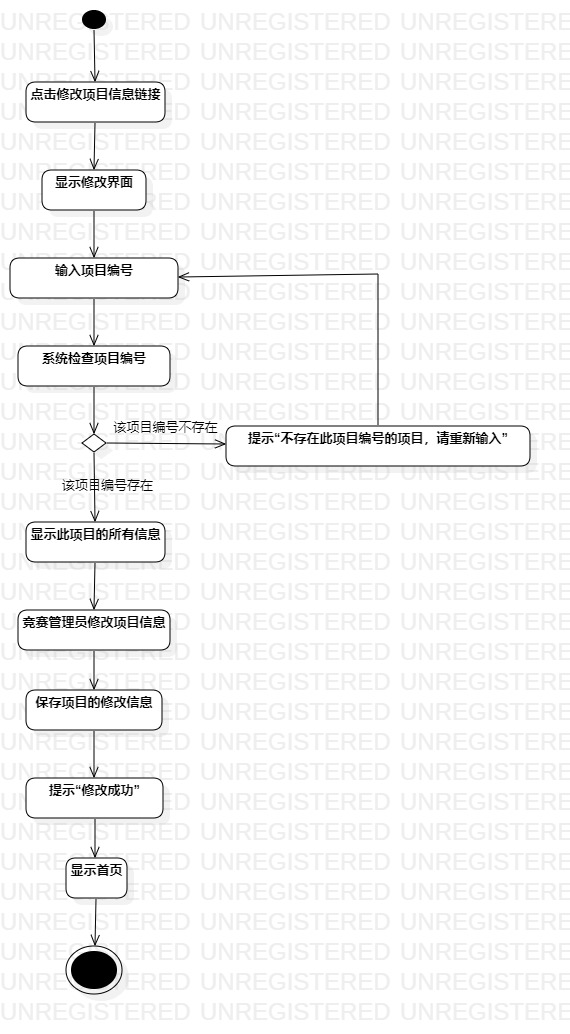 点击修改项目信息链接
显示修改界面
输入项目编号
系统检查项目编号
该项目编号不存在
提示“不存在此项目编号的项目，请重新输入”
该项目编号存在
显示此项目的所有信息
竞赛管理员修改项目信息
保存项目的修改信息
提示“修改成功”
显示首页
UNREGISTERED